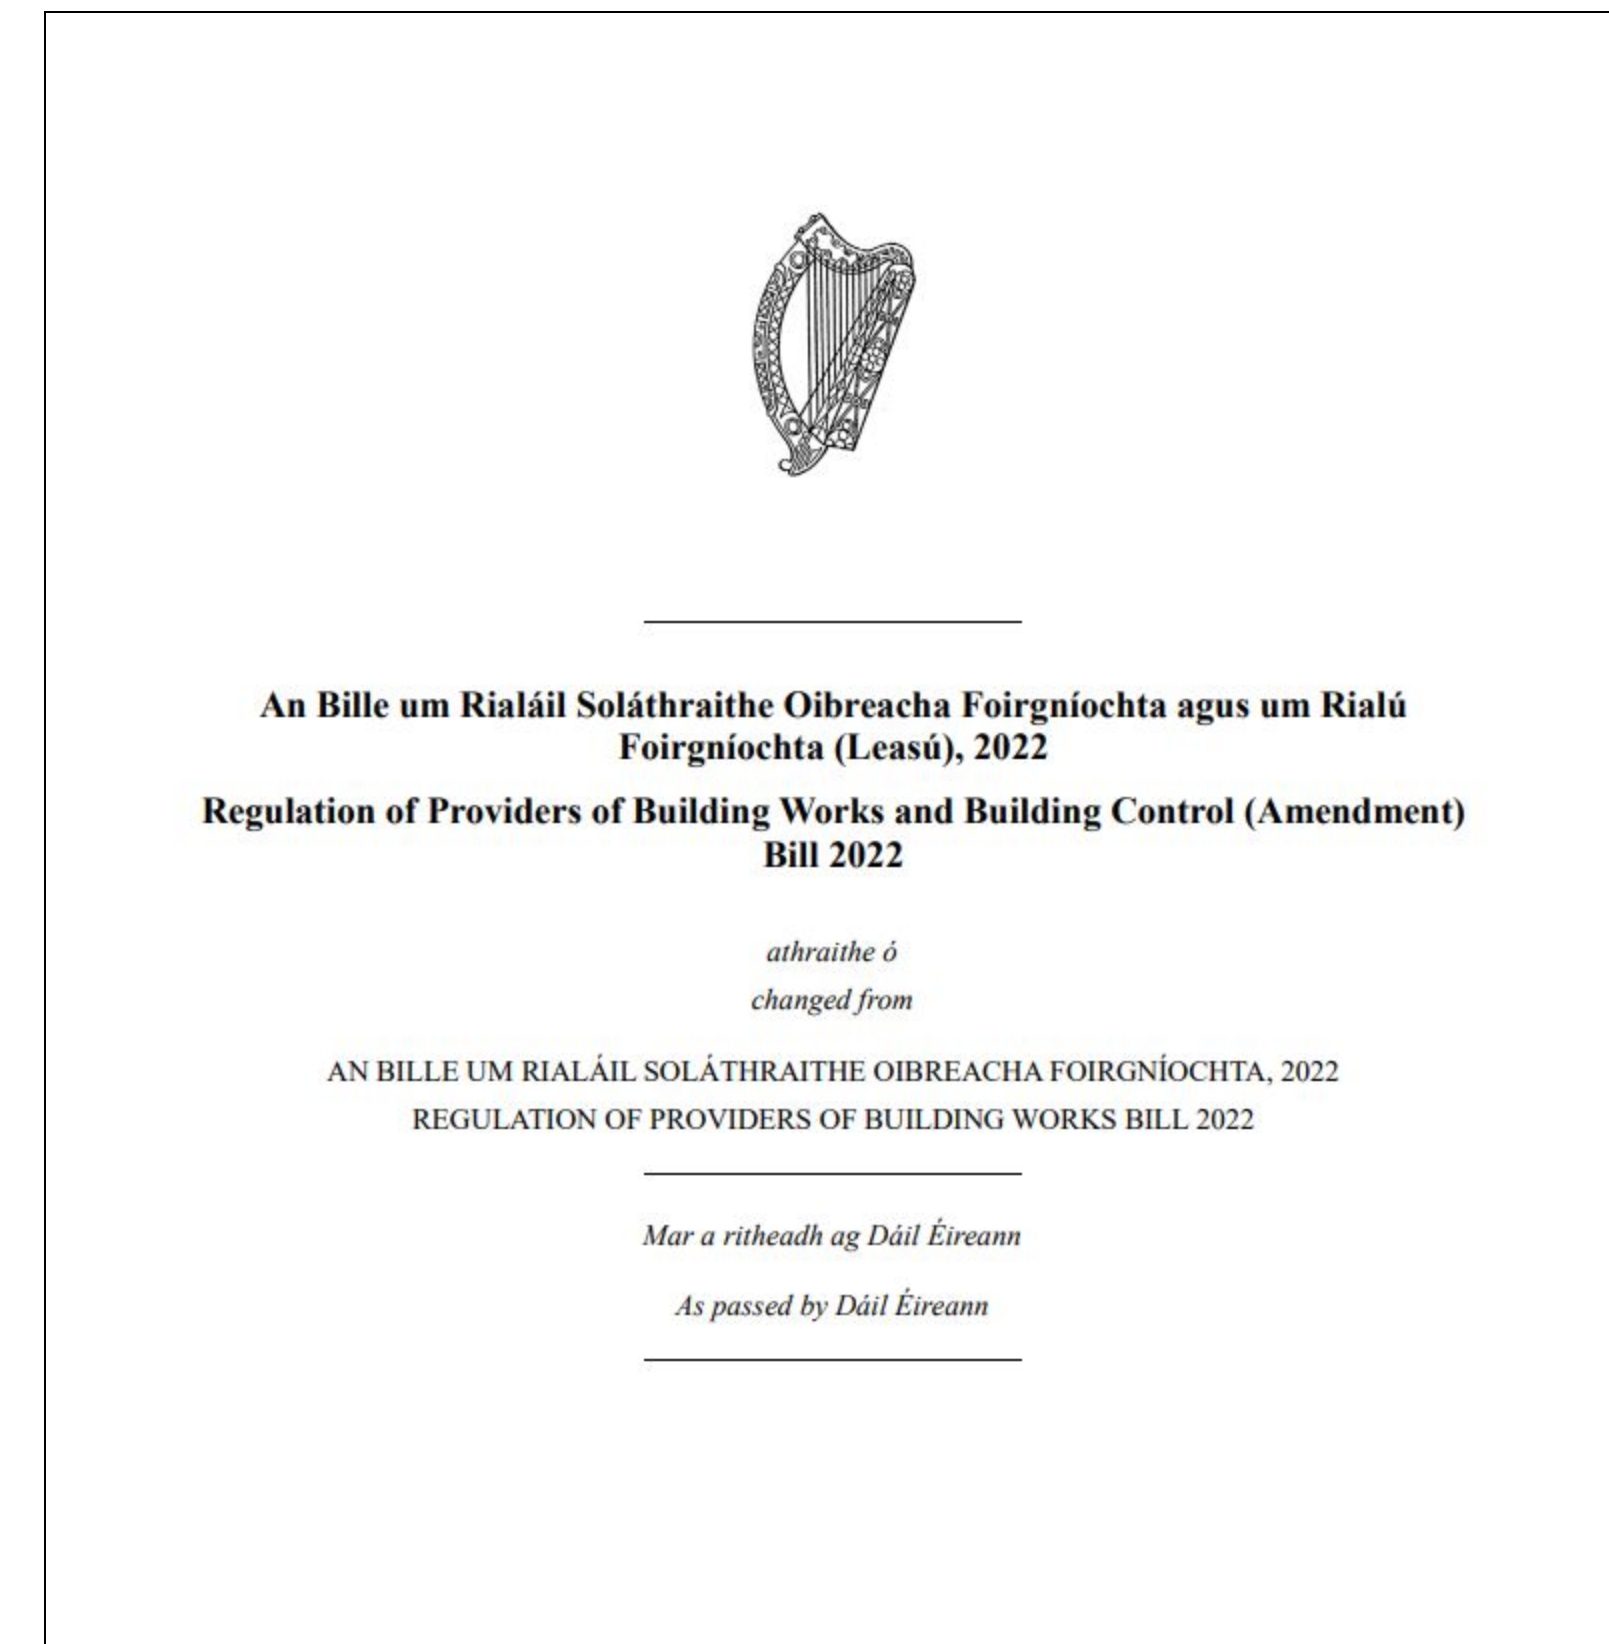 An Bille um Rialáil Soláthraithe Oibreacha Foirgníochta agus um Rialú
Foirgníochta (Leasú), 2022
Regulation of Providers of Building Works and Building Control (Amendment)
Bill 2022
athraithe ó
changed from
AN BILLE UM RIALÁIL SOLÁTHRAITHE OIBREACHA FOIRGNÍOCHTA, 2022
REGULATION OF PROVIDERS OF BUILDING WORKS BILL 2022
Mar a ritheadh ag Dáil Éireann
As passed by Dáil Éireann